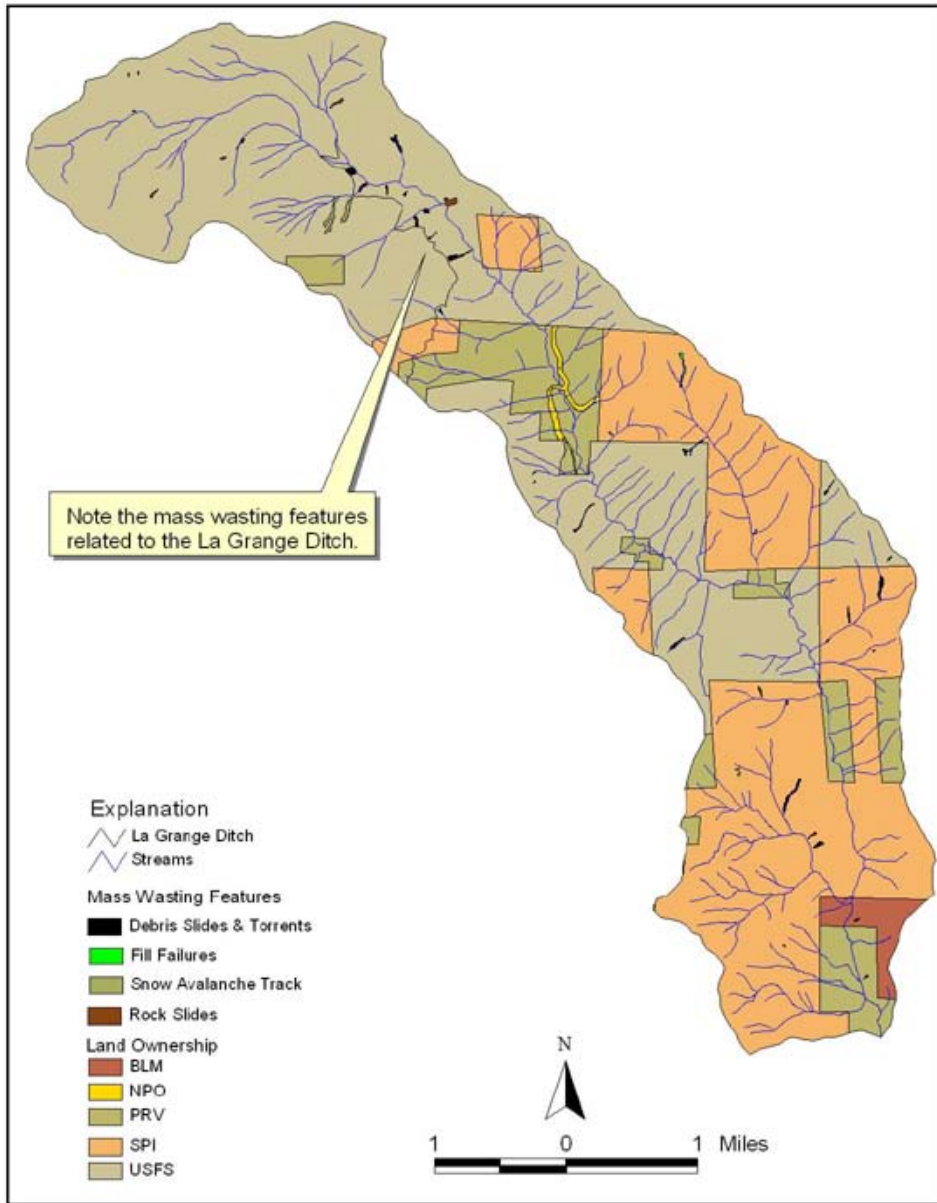 Note the mass wasting features
related to the La Grange Ditch.
Explanation
La Grange Ditch
Streams
Mass Wasting Features
Debris Slides & Torrents
Fill Failures
Snow Avalanche Track
Rock Slides
Land Ownership
BLM
NPO
PRV
SPI
USFS
N
1 0 1 Miles